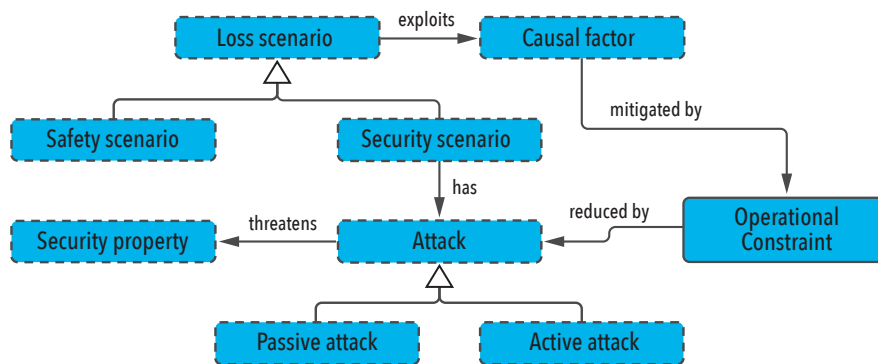 exploits
Loss scenario
Causal factor
mitigated by
Safety scenario
Security scenario
has
threatens
reduced by
Security property
Attack
Operational
Constraint
Passive attack
Active attack